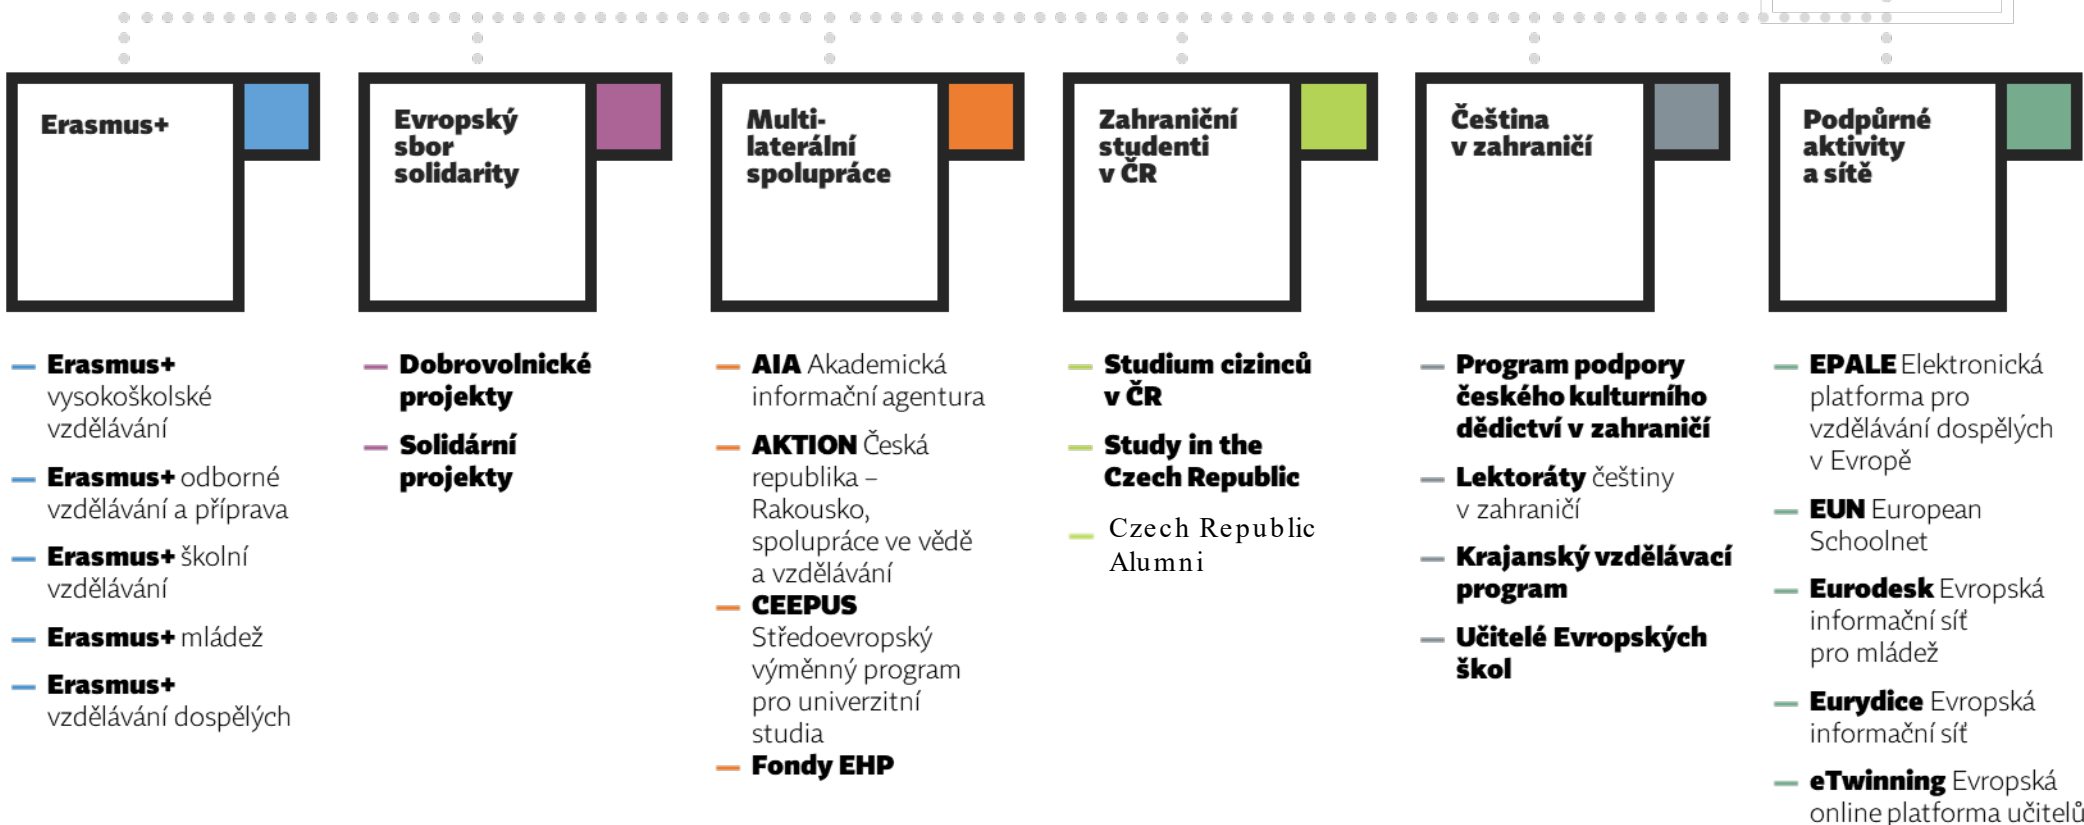 Erasmus+
Evropský
sbor
solidarity
Multi-
laterální
spolupráce
Zahraniční
studenti
v ČR
Čeština
v zahraničí
Podpůrné
aktivity
a sítě
Erasmus+
vysokoškolské
vzdělávání
Erasmus+ odborné
vzdělávání a příprava
Erasmus+ školní
vzdělávání
Erasmus+ mládež
Erasmus+
vzdělávání dospělých
Dobrovolnické
projekty
Solidární
projekty
AIA Akademická
informační agentura
AKTION Česká
republika –
Rakousko,
spolupráce ve vědě
a vzdělávání
CEEPUS
Středoevropský
výměnný program
pro univerzitní
studia
Fondy EHP
Studium cizinců
v ČR
Study in the
Czech Republic
Czech Republic
Alumni
Program podpory
českého kulturního
dědictví v zahraničí
Lektoráty češtiny
v zahraničí
Krajanský vzdělávací
program
Učitelé Evropských
škol
EPALE Elektronická
platforma pro
vzdělávání dospělých
v Evropě
EUN European
Schoolnet
Eurodesk Evropská
informační síť
pro mládež
Eurydice Evropská
informační síť
eTwinning Evropská
online platforma učitelů